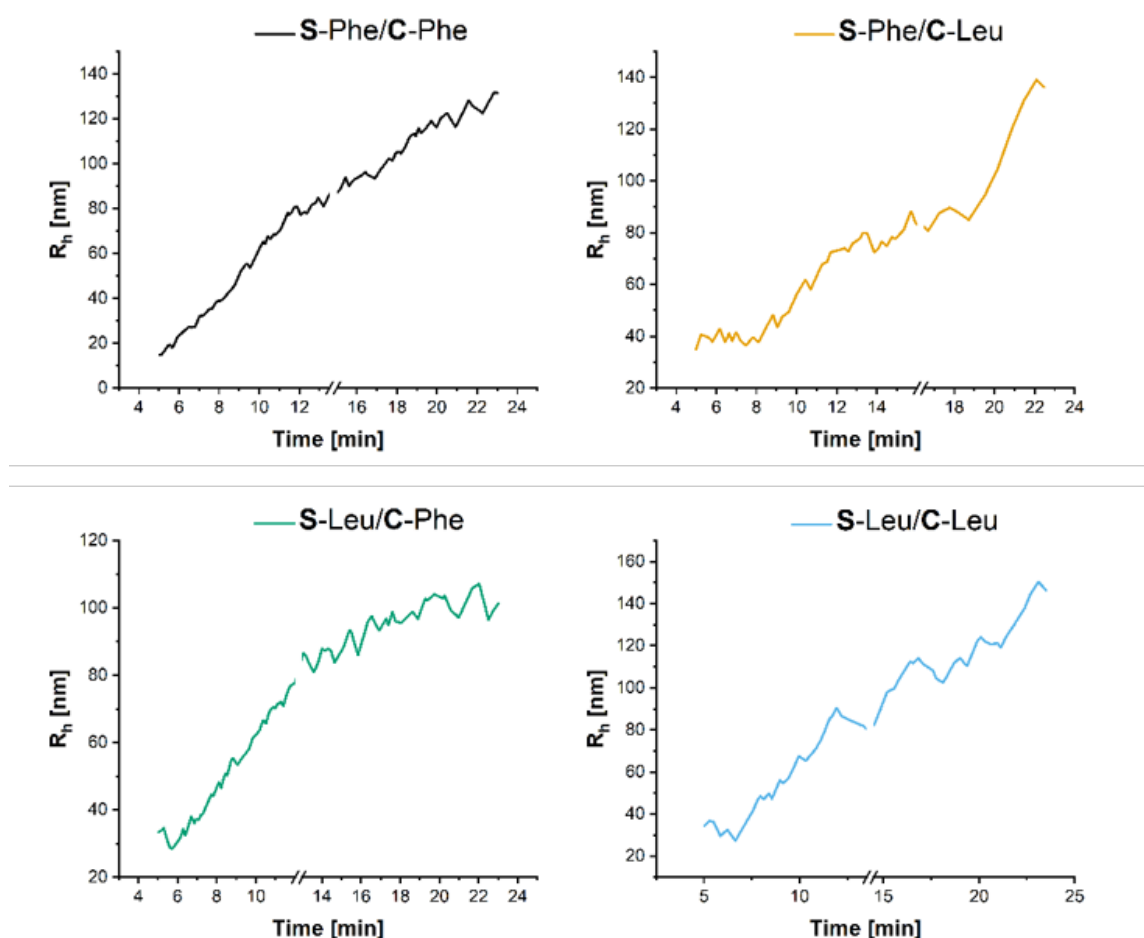 S-Phe/C-Phe
140
120
100
80
60
40
20
0
Rh [nm]
4 6 8 10 12 // 16 18 20 22 24
Time [min]
S-Phe/C-Leu
140
120
100
80
60
40
20
Rh [nm]
4 6 8 10 12 14 // 18 20 22 24
Time [min]
S-Leu/C-Phe
120
100
80
60
40
20
Rh [nm]
4 6 8 10 // 14 16 18 20 22 24
Time [min]
S-Leu/C-Leu
160
140
120
100
80
60
40
20
Rh [nm]
5 10 // 15 20 25
Time [min]